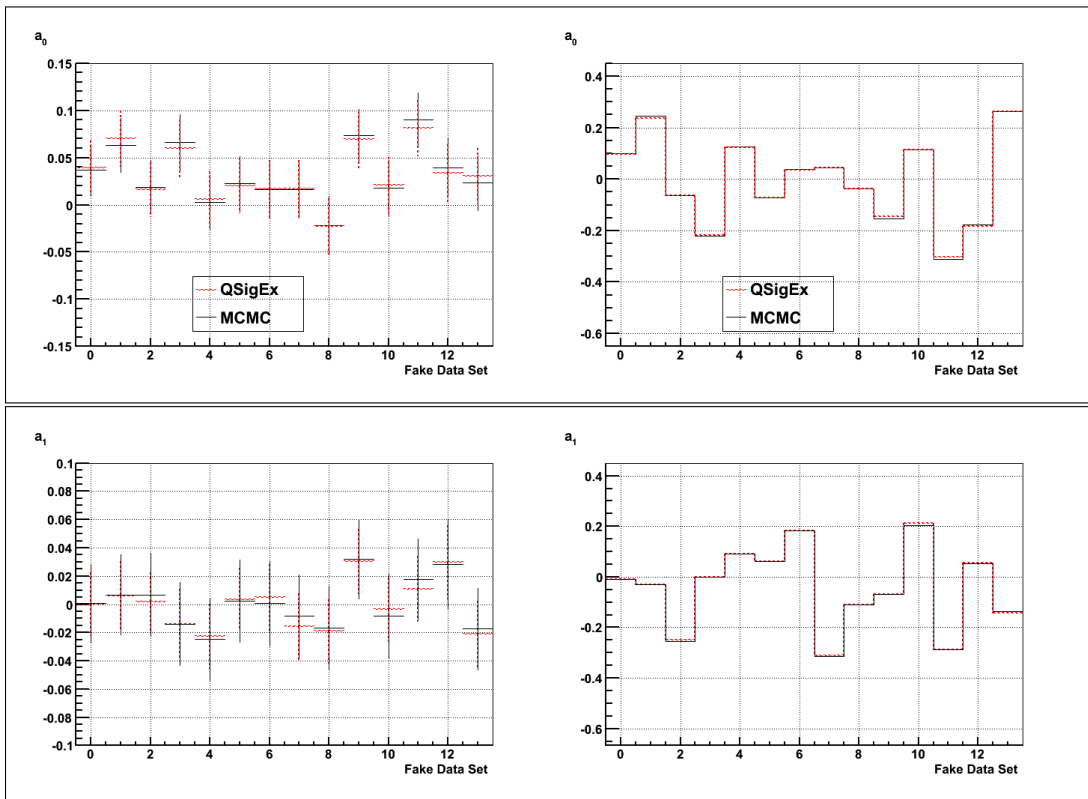 a0
0.15
0.1
0.05
0
-0.05
-0.1
-0.15
QSigEx
MCMC
0 2 4 6 8 10 12
Fake Data Set
a0
0.4
0.2
0
-0.2
-0.4
-0.6
QSigEx
MCMC
0 2 4 6 8 10 12
Fake Data Set
a1
0.1
0.08
0.06
0.04
0.02
0
-0.02
-0.04
-0.06
-0.08
-0.1
0 2 4 6 8 10 12
Fake Data Set
a1
0.4
0.2
0
-0.2
-0.4
-0.6
0 2 4 6 8 10 12
Fake Data Set